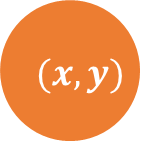 (x, y)